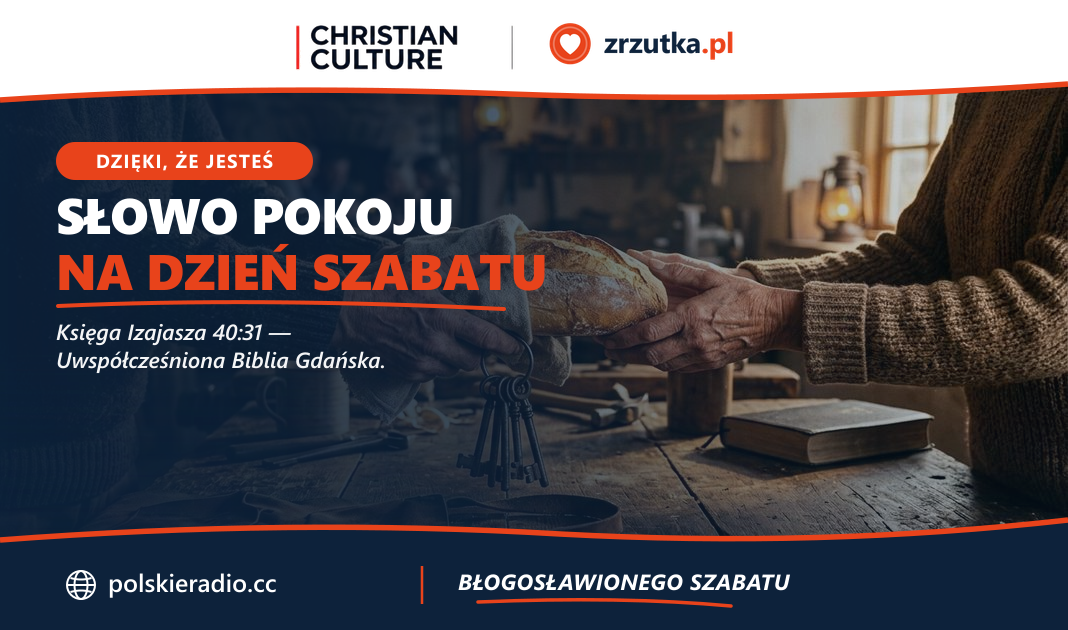 CHRISTIAN
CULTURE
zrzutka.pl
DZIĘKI, ŻE JESTEŚ
SŁOWO POKOJU
NA DZIEŃ SZABATU
Księga Izajasza 40:31 —
Uwspółcześniona Biblia Gdańska.
polskieradio.cc
BŁOGOSŁAWIONEGO SZABATU